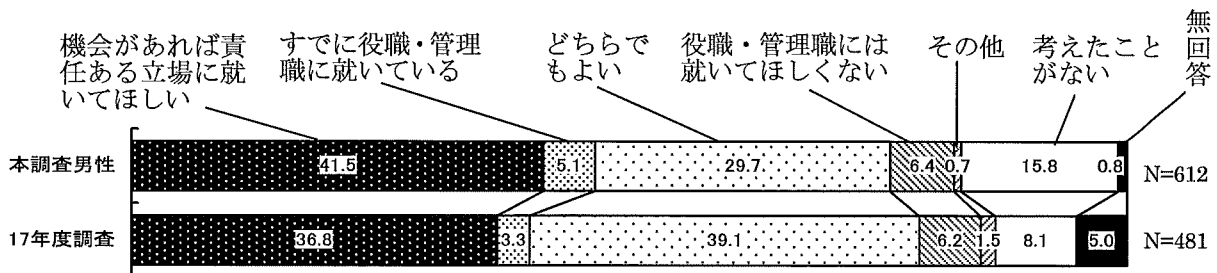 機会があれば責
任ある立場に就
いてほしい
すでに役職・管理
職に就いている
どちらで
もよい
役職・管理職には
就いてほしくない
その他
考えたこと
がない
無
回
答
本調査男性 41.5 5.1 29.7 6.4 0.7 15.8 0.8 N=612
17年度調査 36.8 3.3 39.1 6.2 1.5 8.1 5.0 N=481